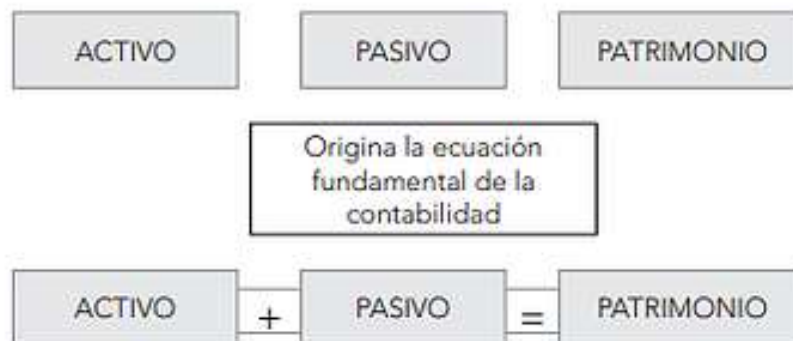 ACTIVO PASIVO PATRIMONIO
Origina la ecuación
fundamental de la
contabilidad
ACTIVO + PASIVO = PATRIMONIO